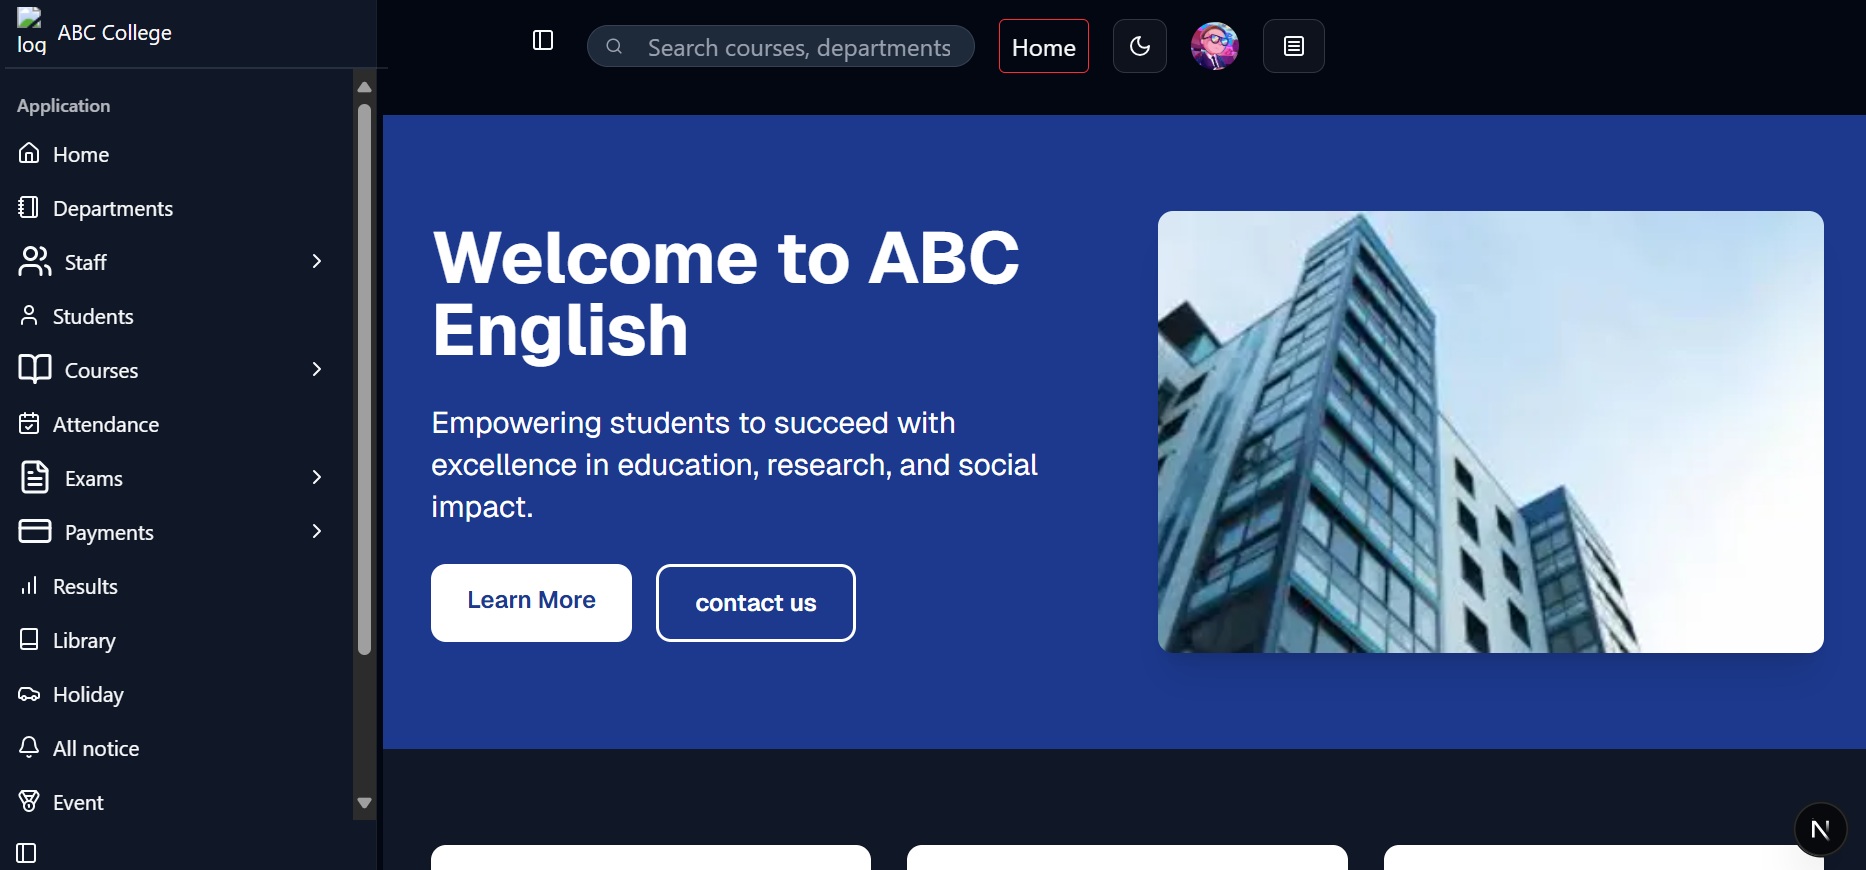 log
ABC College
Application
Home
Departments
Staff
Students
Courses
Attendance
Exams
Payments
Results
Library
Holiday
All notice
Event
Search courses, departments
Home
Welcome to ABC
English
Empowering students to succeed with
excellence in education, research, and social
impact.
Learn More
contact us
N